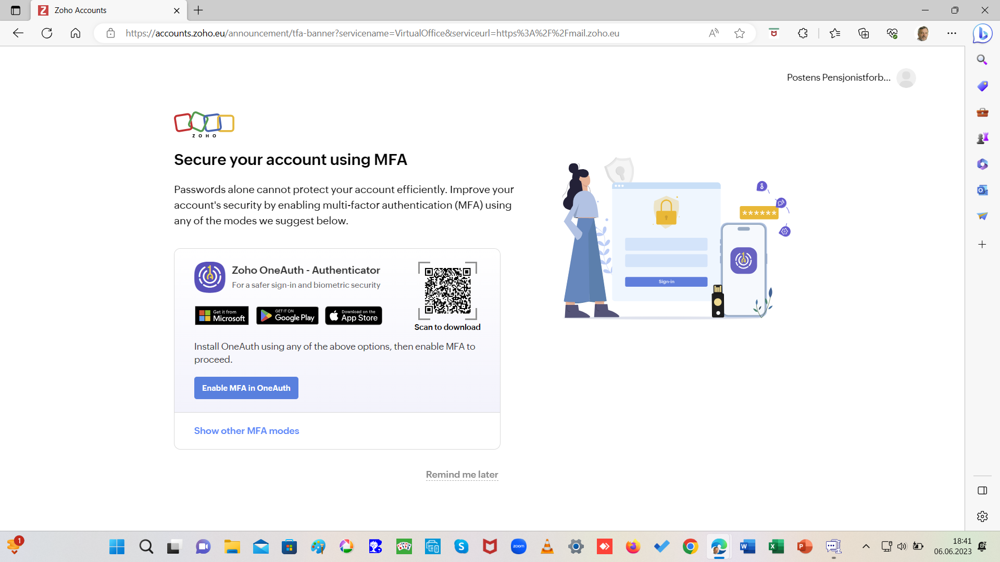 Zoho Accounts
https://accounts.zoho.eu/announcement/tfa-banner?servicename=VirtualOffice&serviceurl=https%3A%2F%2Fmail.zoho.eu
Postens Pensjonistforb...
ZOHO
Secure your account using MFA
Passwords alone cannot protect your account efficiently. Improve your
account's security by enabling multi-factor authentication (MFA) using
any of the modes we suggest below.
Zoho OneAuth - Authenticator
For a safer sign-in and biometric security
Get it from
Microsoft
GET IT ON
Google Play
Download on the
App Store
Scan to download
Install OneAuth using any of the above options, then enable MFA to
proceed.
Enable MFA in OneAuth
Show other MFA modes
Remind me later
******
Sign-in
1
zoom
18:41
06.06.2023